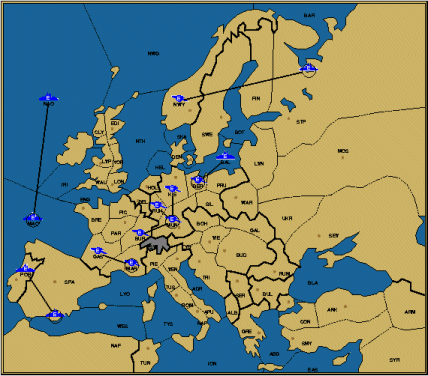 BAR
NWG
NAO
NWY
FIN
STP
EDI
CLY
SWE
SKA
BOT
NTH
MOS
DEN
LVP
YOR
HEL
BAL
LVN
IRI
WAL
LON
HOL
KIE
BER
PRU
ENG
BEL
RUH
WAR
SIL
PIC
MUN
BOH
GAL
UKR
BRE
PAR
BUR
VIE
SEV
GAS
BUD
MAR
PIE
VEN
TRI
RUM
POR
SPA
LYO
TUS
ADR
SER
BUL
BLA
ROM
APU
ALB
CON
ARM
WES
TYS
NAP
GRE
ANK
SMY
NAF
TUN
ION
AEG
EAS
SYR